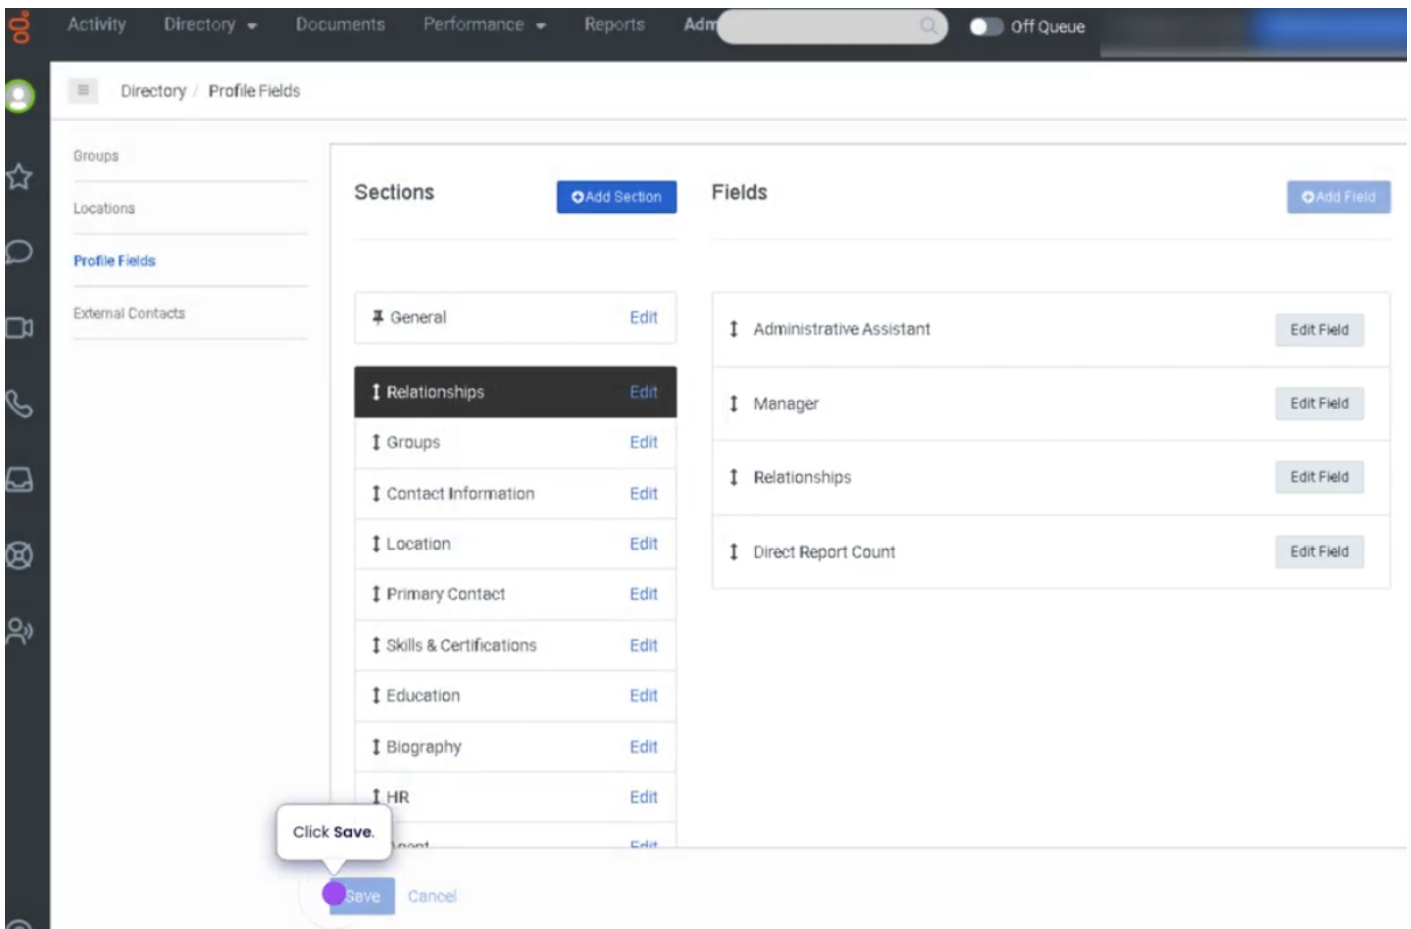 Activity Directory Documents Performance Reports Adm Off Queue
Directory / Profile Fields
Groups
Locations
Profile Fields
External Contacts
Sections
Add Section
General Edit
Relationships Edit
Groups Edit
Contact Information Edit
Location Edit
Primary Contact Edit
Skills & Certifications Edit
Education Edit
Biography Edit
HR Edit
Agent Edit
Fields
Add Field
Administrative Assistant Edit Field
Manager Edit Field
Relationships Edit Field
Direct Report Count Edit Field
Click Save.
Save Cancel